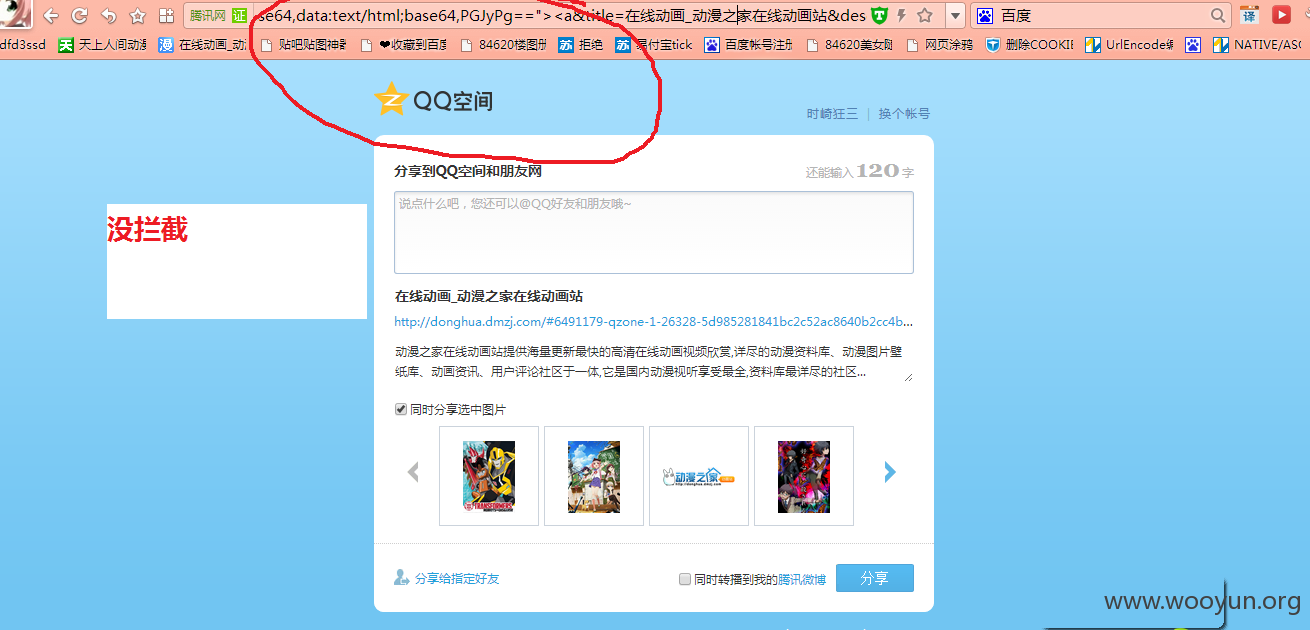 腾讯网 证 se64,data:text/html;base64,PGJyPg=="><a&title=在线动画_动漫之家在线动画站&des 百度 译
dfd3ssd 天 天上人间动漫 漫 在线动画_动 贴吧贴图神器 ❤收藏到百度 84620楼图册 苏 拒绝 苏 易付宝tick 百度帐号注册 84620美女随 网页涂鸦 删除COOKIE UrlEncode编 NATIVE/ASC
QQ空间
时崎狂三 | 换个帐号
分享到QQ空间和朋友网
还能输入120字
说点什么吧，您还可以@QQ好友和朋友哦~
没拦截
在线动画_动漫之家在线动画站
http://donghua.dmzj.com/#6491179-qzone-1-26328-5d985281841bc2c52ac8640b2cc4b...
动漫之家在线动画站提供海量更新最快的高清在线动画视频欣赏,详尽的动漫资料库、动漫图片壁
纸库、动画资讯、用户评论社区于一体,它是国内动漫视听享受最全,资料库最详尽的社区...
同时分享选中图片
TRANSFORMERS
动漫之家
http://donghua.dmzj.com
分享给指定好友
同时转播到我的腾讯微博
分享
www.wooyun.org